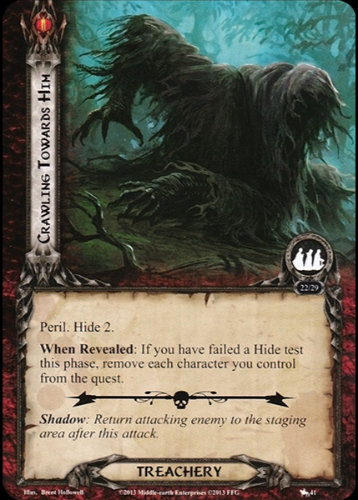 CRAWLING TOWARDS HIM
22/29
Peril. Hide 2.
When Revealed: If you have failed a Hide test
this phase, remove each character you control
from the quest.
Shadow: Return attacking enemy to the staging
area after this attack.
TREACHERY
Illus. Brent Hollowell
©2013 Middle-earth Enterprises ©2013 FFG
41